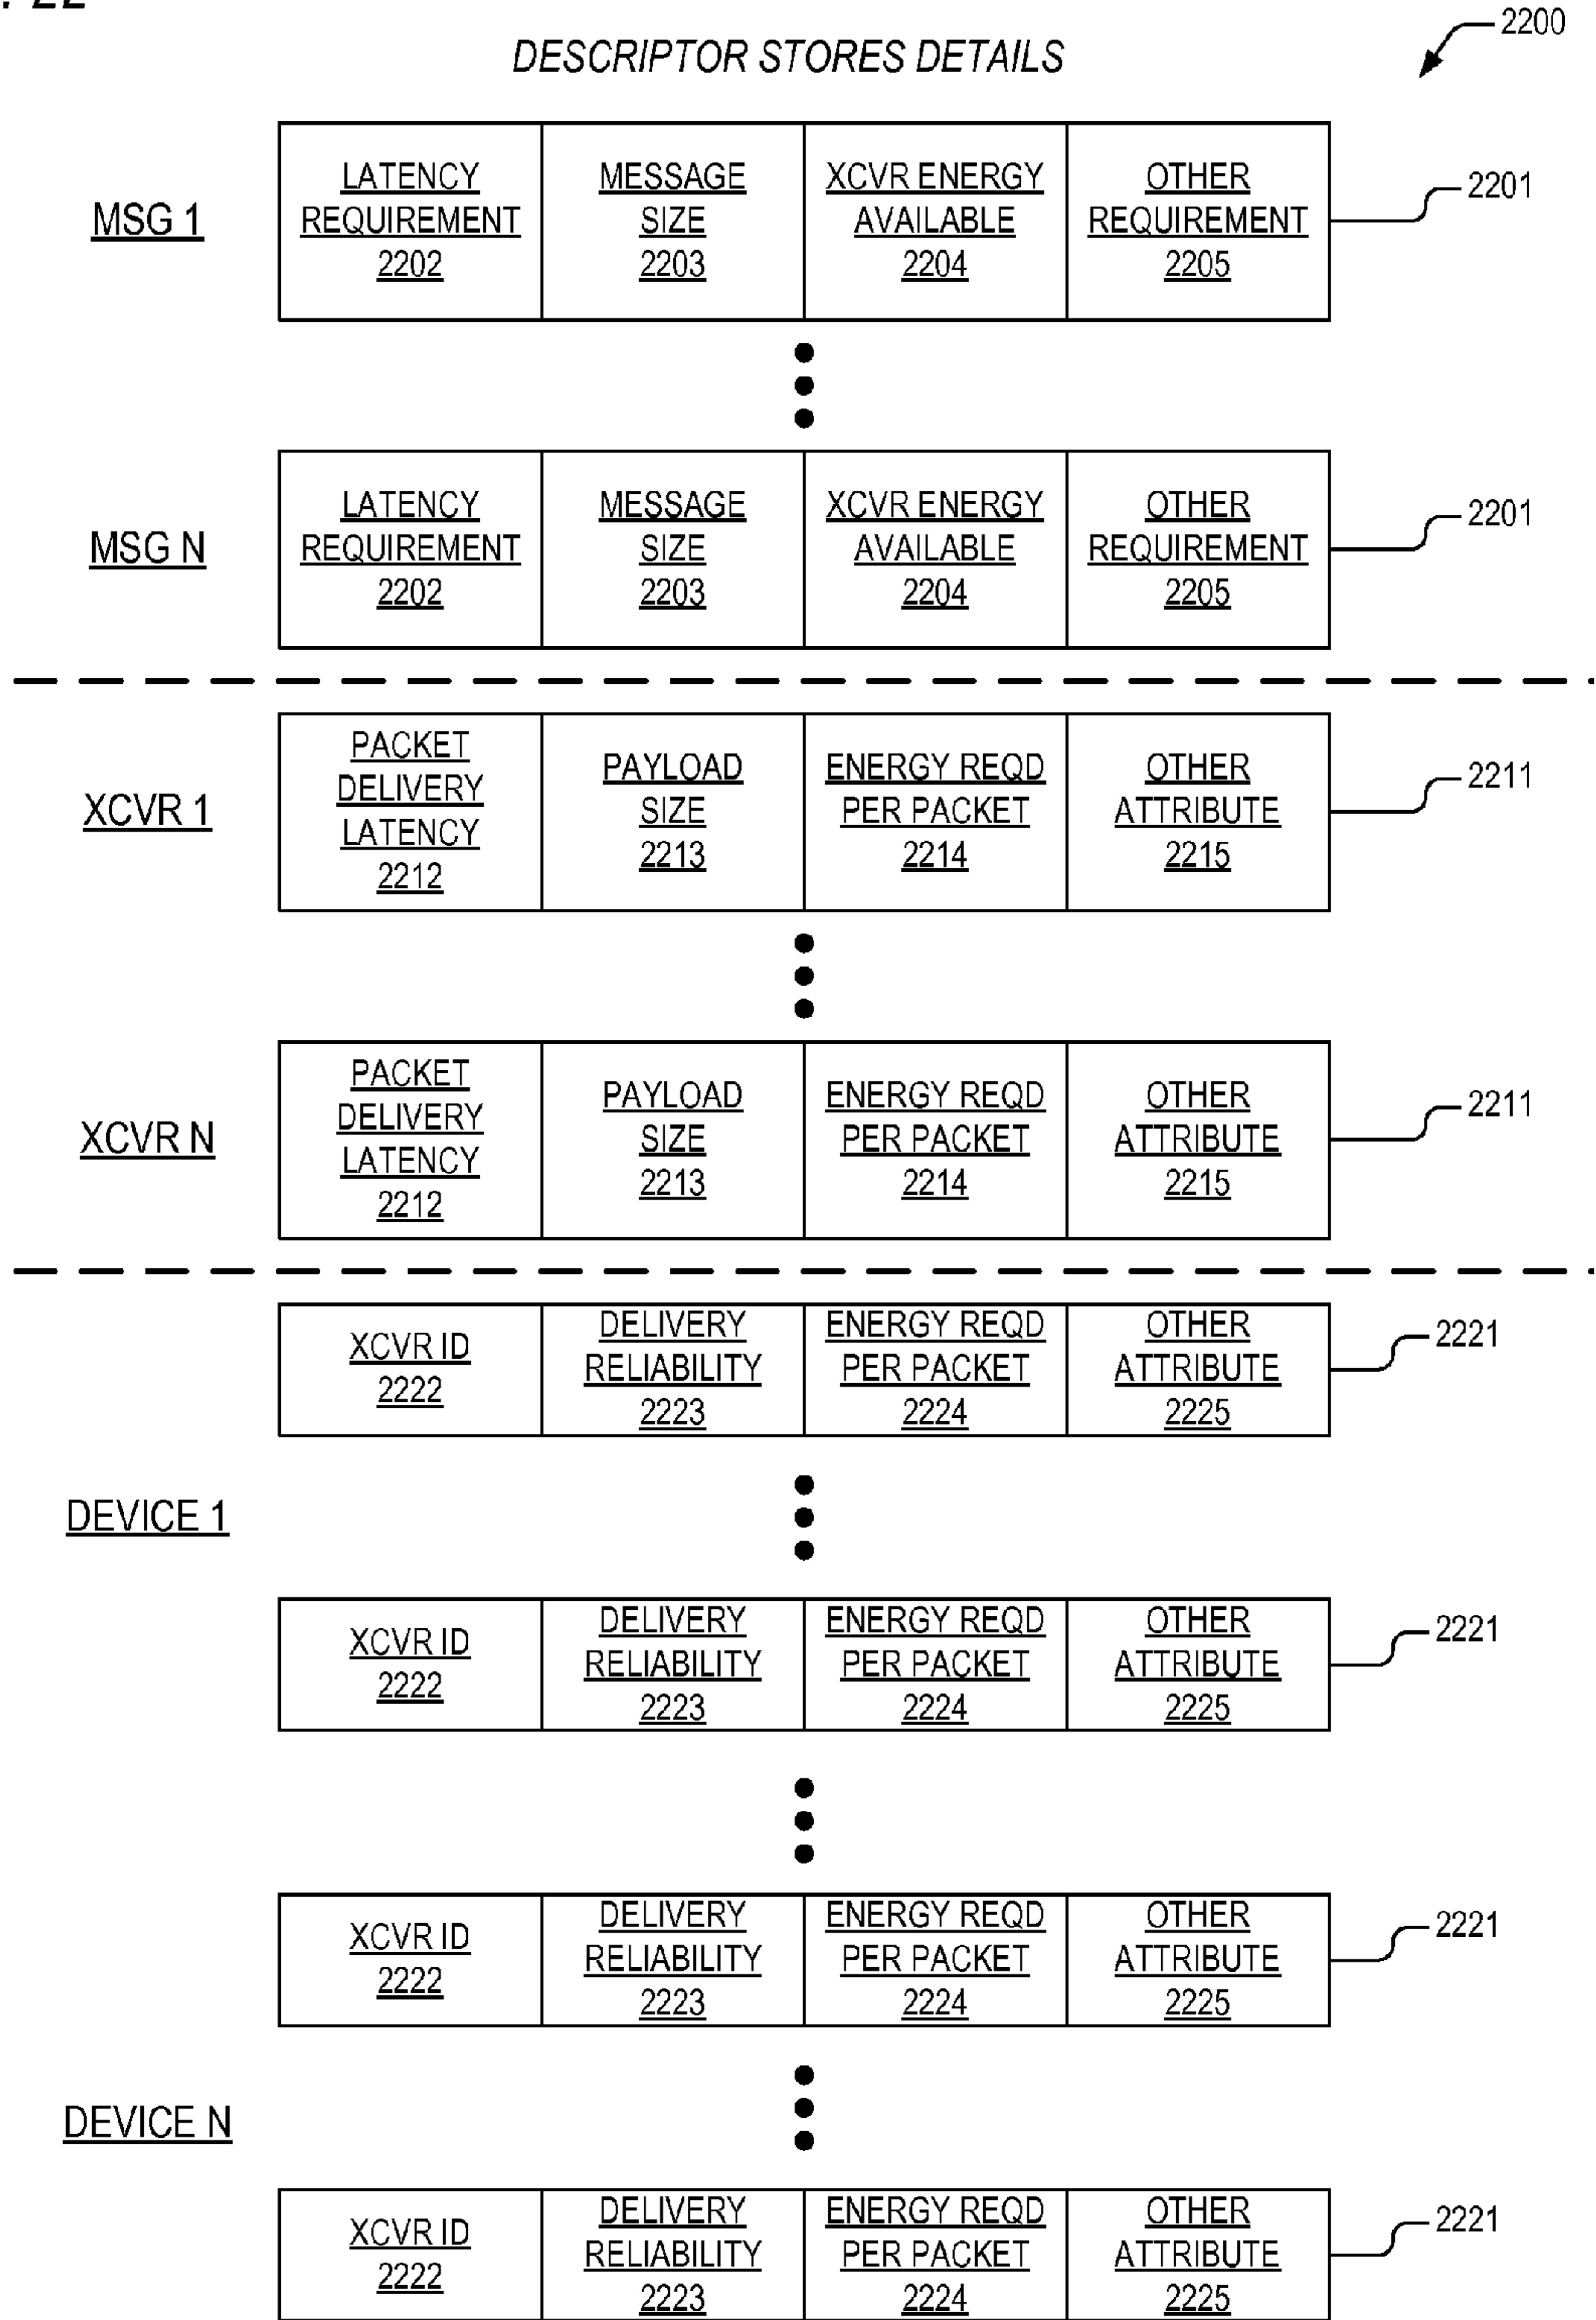 . 22
DESCRIPTOR STORES DETAILS
2200
MSG 1
LATENCY REQUIREMENT 2202
MESSAGE SIZE 2203
XCVR ENERGY AVAILABLE 2204
OTHER REQUIREMENT 2205
2201
MSG N
LATENCY REQUIREMENT 2202
MESSAGE SIZE 2203
XCVR ENERGY AVAILABLE 2204
OTHER REQUIREMENT 2205
2201
XCVR 1
PACKET DELIVERY LATENCY 2212
PAYLOAD SIZE 2213
ENERGY REQD PER PACKET 2214
OTHER ATTRIBUTE 2215
2211
XCVR N
PACKET DELIVERY LATENCY 2212
PAYLOAD SIZE 2213
ENERGY REQD PER PACKET 2214
OTHER ATTRIBUTE 2215
2211
XCVR ID 2222
DELIVERY RELIABILITY 2223
ENERGY REQD PER PACKET 2224
OTHER ATTRIBUTE 2225
2221
DEVICE 1
XCVR ID 2222
DELIVERY RELIABILITY 2223
ENERGY REQD PER PACKET 2224
OTHER ATTRIBUTE 2225
2221
XCVR ID 2222
DELIVERY RELIABILITY 2223
ENERGY REQD PER PACKET 2224
OTHER ATTRIBUTE 2225
2221
DEVICE N
XCVR ID 2222
DELIVERY RELIABILITY 2223
ENERGY REQD PER PACKET 2224
OTHER ATTRIBUTE 2225
2221